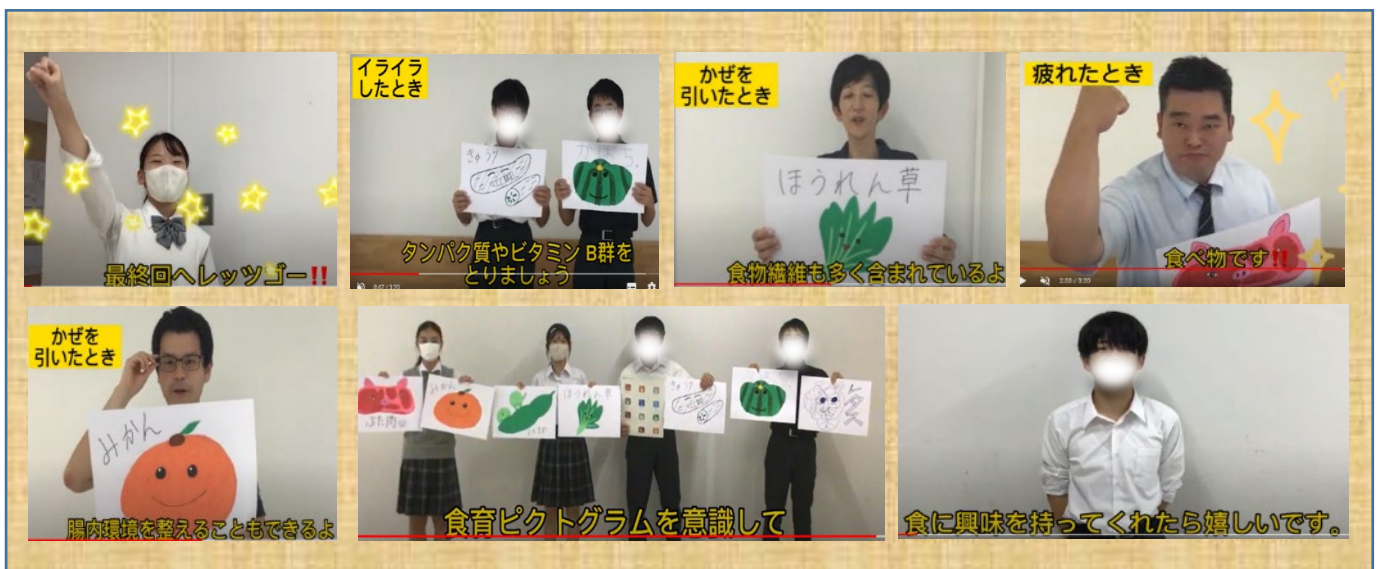 最終回へレッツゴー‼
イライラ
したとき
きゅうり
かぼちゃ
タンパク質やビタミンB群を
とりましょう
かぜを
引いたとき
ほうれん草
食物繊維も多く含まれているよ
疲れたとき
食べ物です‼
2:28 / 3:20
かぜを
引いたとき
みかん
腸内環境を整えることもできるよ
ぶた肉
みかん
ほうれん草
きゅうり
レタス
食育ピクトグラムを意識して
食に興味を持ってくれたら嬉しいです。